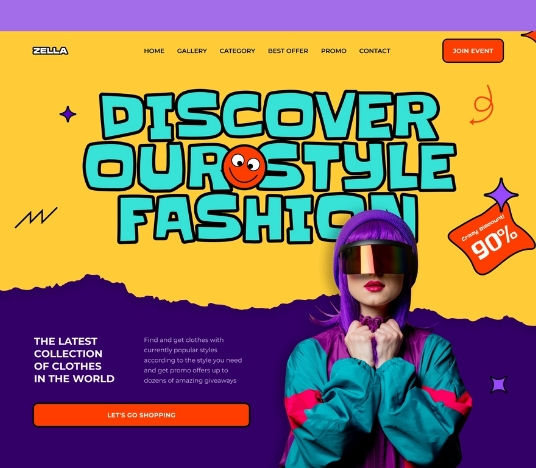 ZELLA
HOME GALLERY CATEGORY BEST OFFER PROMO CONTACT
JOIN EVENT
DISCOVER
OUR STYLE
FASHION
Crazy Discount!
90%
THE LATEST
COLLECTION
OF CLOTHES
IN THE WORLD
Find and get clothes with
currently popular styles
according to the style you need
and get promo offers up to
dozens of amazing giveaways
LET'S GO SHOPPING